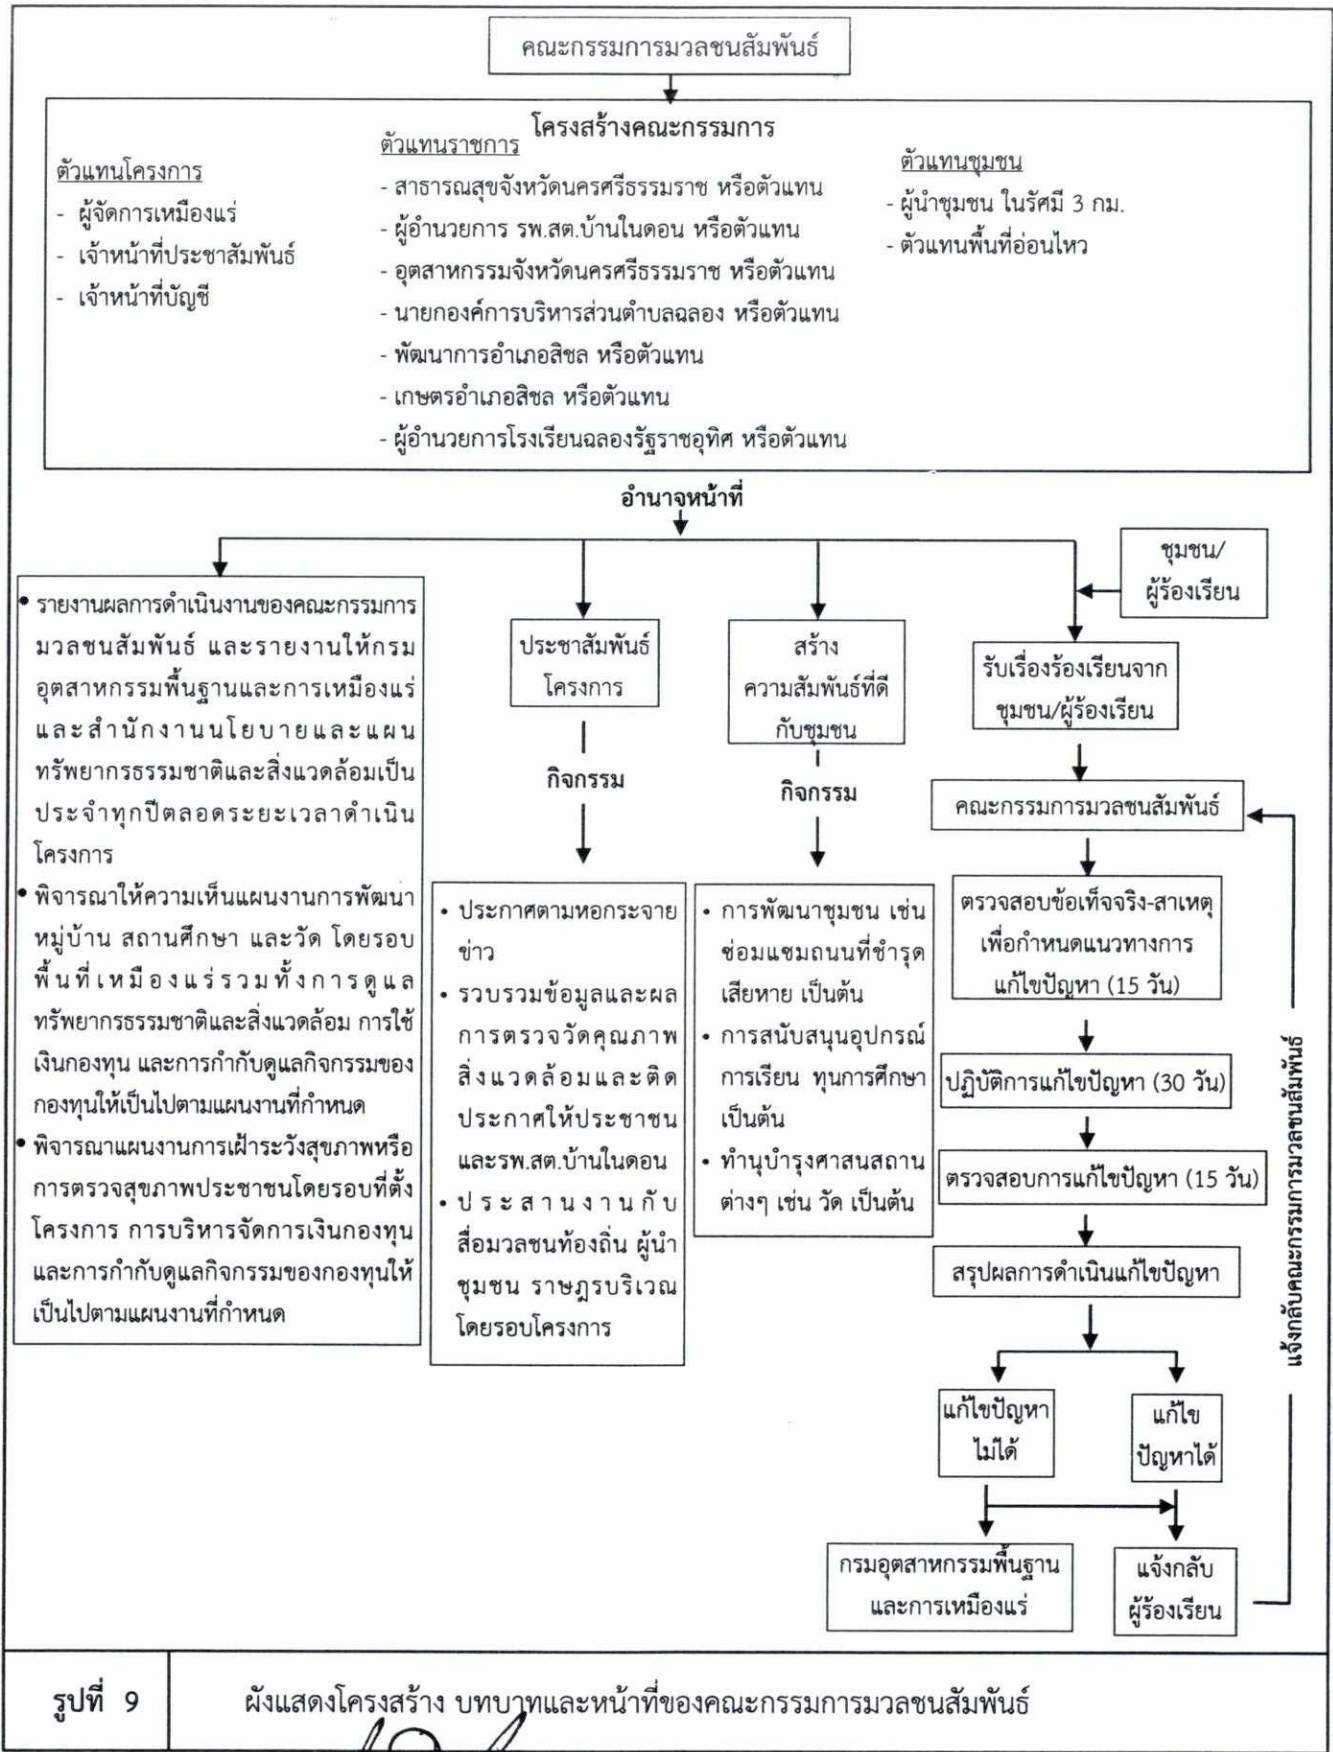 คณะกรรมการมวลชนสัมพันธ์
โครงสร้างคณะกรรมการ
ตัวแทนโครงการ
- ผู้จัดการเหมืองแร่
- เจ้าหน้าที่ประชาสัมพันธ์
- เจ้าหน้าที่บัญชี
ตัวแทนราชการ
- สาธารณสุขจังหวัดนครศรีธรรมราช หรือตัวแทน
- ผู้อำนวยการ รพ.สต.บ้านในดอน หรือตัวแทน
- อุตสาหกรรมจังหวัดนครศรีธรรมราช หรือตัวแทน
- นายกองค์การบริหารส่วนตำบลฉลอง หรือตัวแทน
- พัฒนาการอำเภอสิชล หรือตัวแทน
- เกษตรอำเภอสิชล หรือตัวแทน
- ผู้อำนวยการโรงเรียนฉลองรัฐราชอุทิศ หรือตัวแทน
ตัวแทนชุมชน
- ผู้นำชุมชน ในรัศมี 3 กม.
- ตัวแทนพื้นที่อ่อนไหว
อำนาจหน้าที่
• รายงานผลการดำเนินงานของคณะกรรมการ
มวลชนสัมพันธ์ และรายงานให้กรม
อุตสาหกรรมพื้นฐานและการเหมืองแร่
และสำนักงานนโยบายและแผน
ทรัพยากรธรรมชาติและสิ่งแวดล้อมเป็น
ประจำทุกปีตลอดระยะเวลาดำเนิน
โครงการ
• พิจารณาให้ความเห็นแผนงานการพัฒนา
หมู่บ้าน สถานศึกษา และวัด โดยรอบ
พื้นที่เหมืองแร่รวมทั้งการดูแล
ทรัพยากรธรรมชาติและสิ่งแวดล้อม การใช้
เงินกองทุน และการกำกับดูแลกิจกรรมของ
กองทุนให้เป็นไปตามแผนงานที่กำหนด
• พิจารณาแผนงานการเฝ้าระวังสุขภาพหรือ
การตรวจสุขภาพประชาชนโดยรอบที่ตั้ง
โครงการ การบริหารจัดการเงินกองทุน
และการกำกับดูแลกิจกรรมของกองทุนให้
เป็นไปตามแผนงานที่กำหนด
ประชาสัมพันธ์
โครงการ
กิจกรรม
• ประกาศตามหอกระจาย
ข่าว
• รวบรวมข้อมูลและผล
การตรวจวัดคุณภาพ
สิ่งแวดล้อมและติด
ประกาศให้ประชาชน
และรพ.สต.บ้านในดอน
• ประสานงานกับ
สื่อมวลชนท้องถิ่น ผู้นำ
ชุมชน ราษฎรบริเวณ
โดยรอบโครงการ
สร้าง
ความสัมพันธ์ที่ดี
กับชุมชน
กิจกรรม
• การพัฒนาชุมชน เช่น
ซ่อมแซมถนนที่ชำรุด
เสียหาย เป็นต้น
• การสนับสนุนอุปกรณ์
การเรียน ทุนการศึกษา
เป็นต้น
• ทำนุบำรุงศาสนสถาน
ต่างๆ เช่น วัด เป็นต้น
ชุมชน/
ผู้ร้องเรียน
รับเรื่องร้องเรียนจาก
ชุมชน/ผู้ร้องเรียน
คณะกรรมการมวลชนสัมพันธ์
ตรวจสอบข้อเท็จจริง-สาเหตุ
เพื่อกำหนดแนวทางการ
แก้ไขปัญหา (15 วัน)
ปฏิบัติการแก้ไขปัญหา (30 วัน)
ตรวจสอบการแก้ไขปัญหา (15 วัน)
สรุปผลการดำเนินแก้ไขปัญหา
แก้ไขปัญหา
ไม่ได้
แก้ไข
ปัญหาได้
กรมอุตสาหกรรมพื้นฐาน
และการเหมืองแร่
แจ้งกลับ
ผู้ร้องเรียน
แจ้งกลับคณะกรรมการมวลชนสัมพันธ์
รูปที่ 9
ผังแสดงโครงสร้าง บทบาทและหน้าที่ของคณะกรรมการมวลชนสัมพันธ์